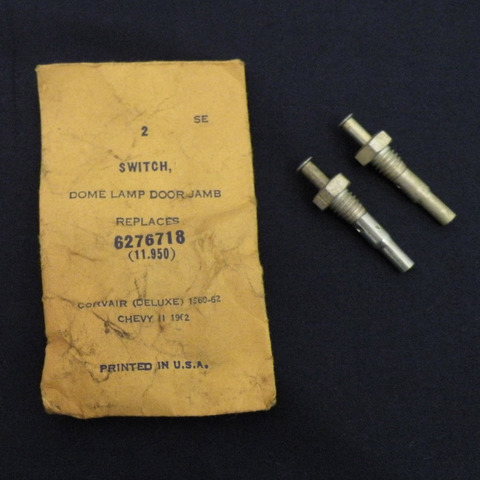 SE
2
SWITCH,
DOME LAMP DOOR JAMB
REPLACES
6276718
(11.950)
CORVAIR (DELUXE) 1960-62
CHEVY II 1962
PRINTED IN U.S.A.